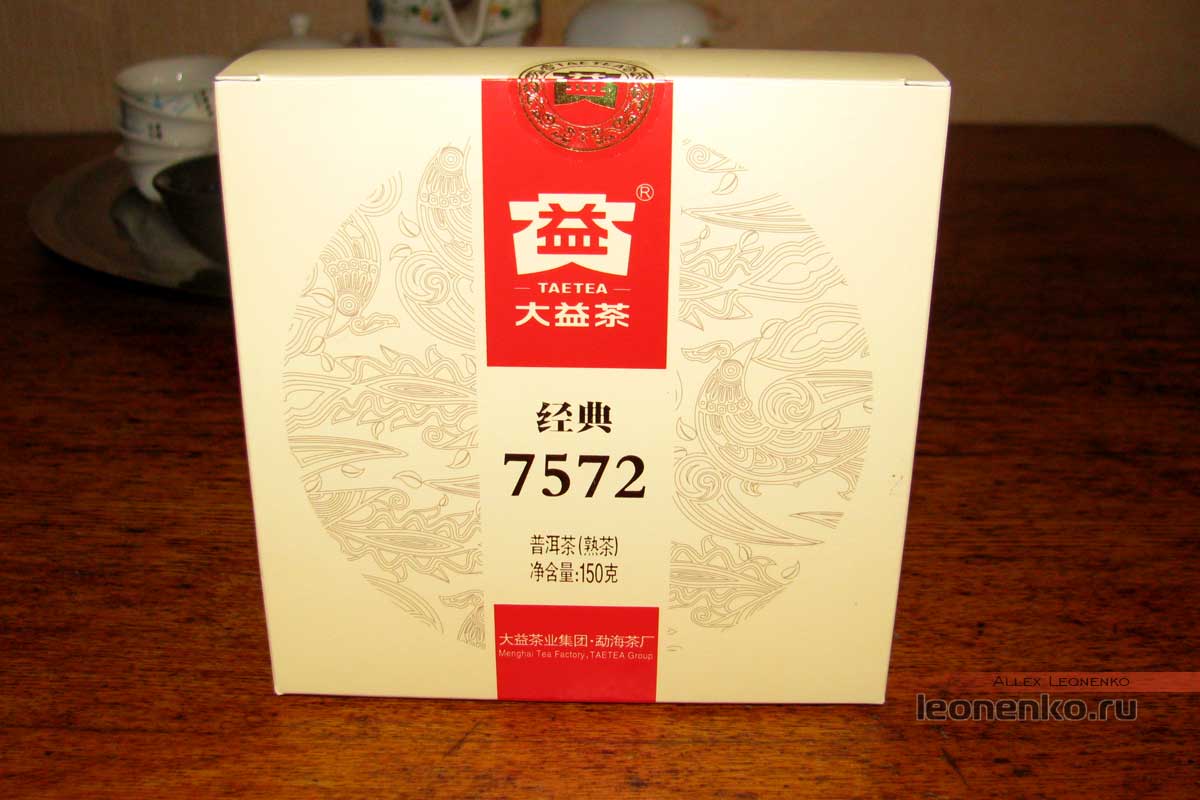 TAETEA
益
®
TAETEA
大益茶
经典
7572
普洱茶(熟茶)
净含量:150克
大益茶业集团·勐海茶厂
Menghai Tea Factory, TAETEA Group
Allex Leonenko
leonenko.ru